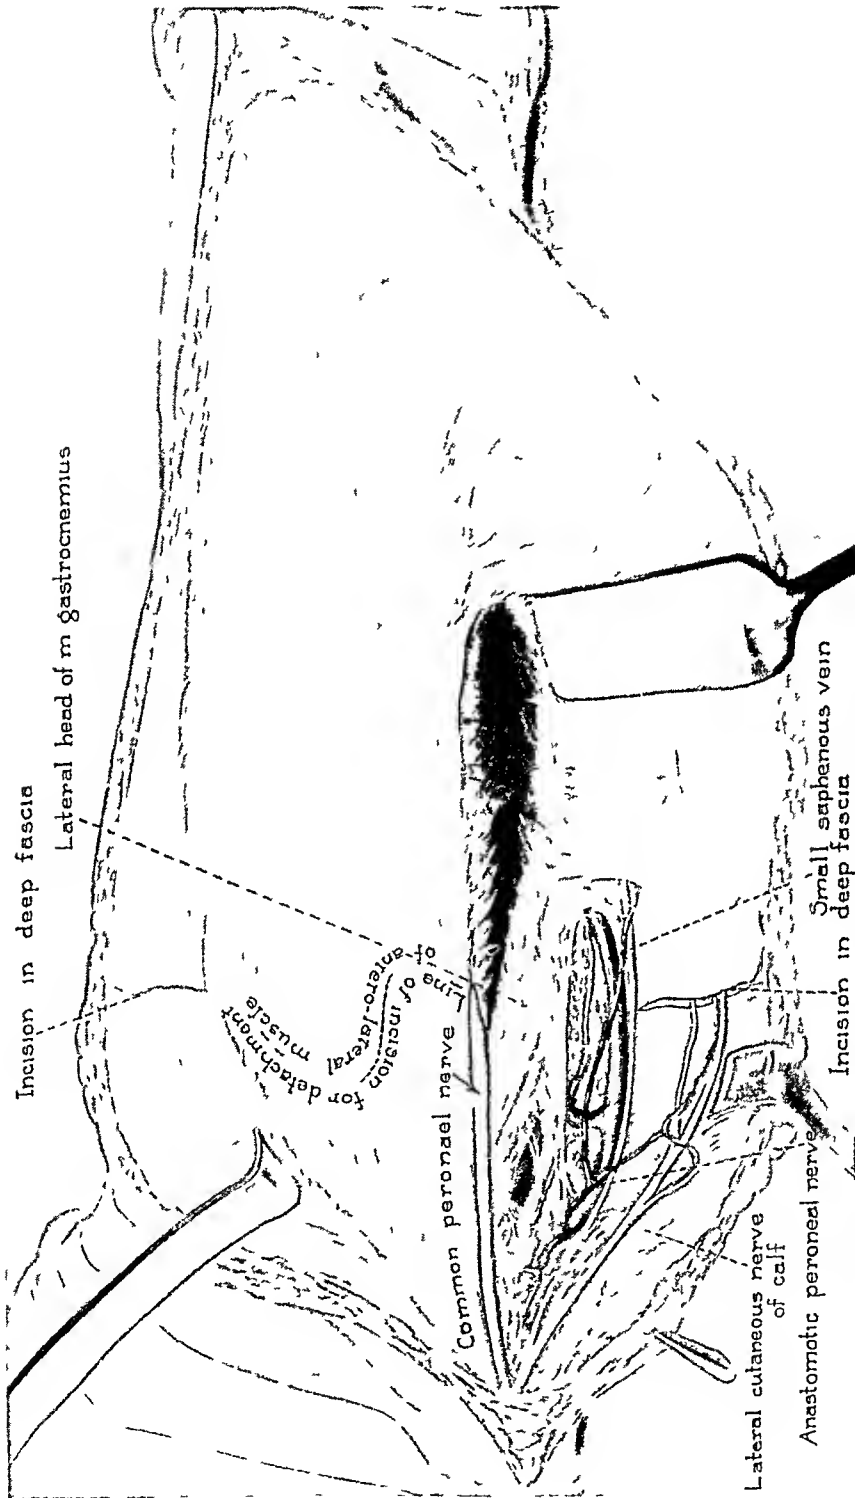 Incision in deep fascia
Lateral head of m gastrocnemius
Line of incision for detachment
of antero-lateral muscle
Common peronael nerve
Small saphenous vein
Incision in deep fascia
Lateral cutaneous nerve
of calf
Anastomotic peroneal nerve